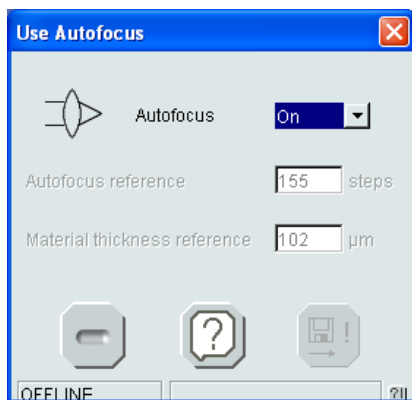 Use Autofocus
Autofocus On
Autofocus reference 155 steps
Material thickness reference 102 µm
?
!
OFFLINE ?!